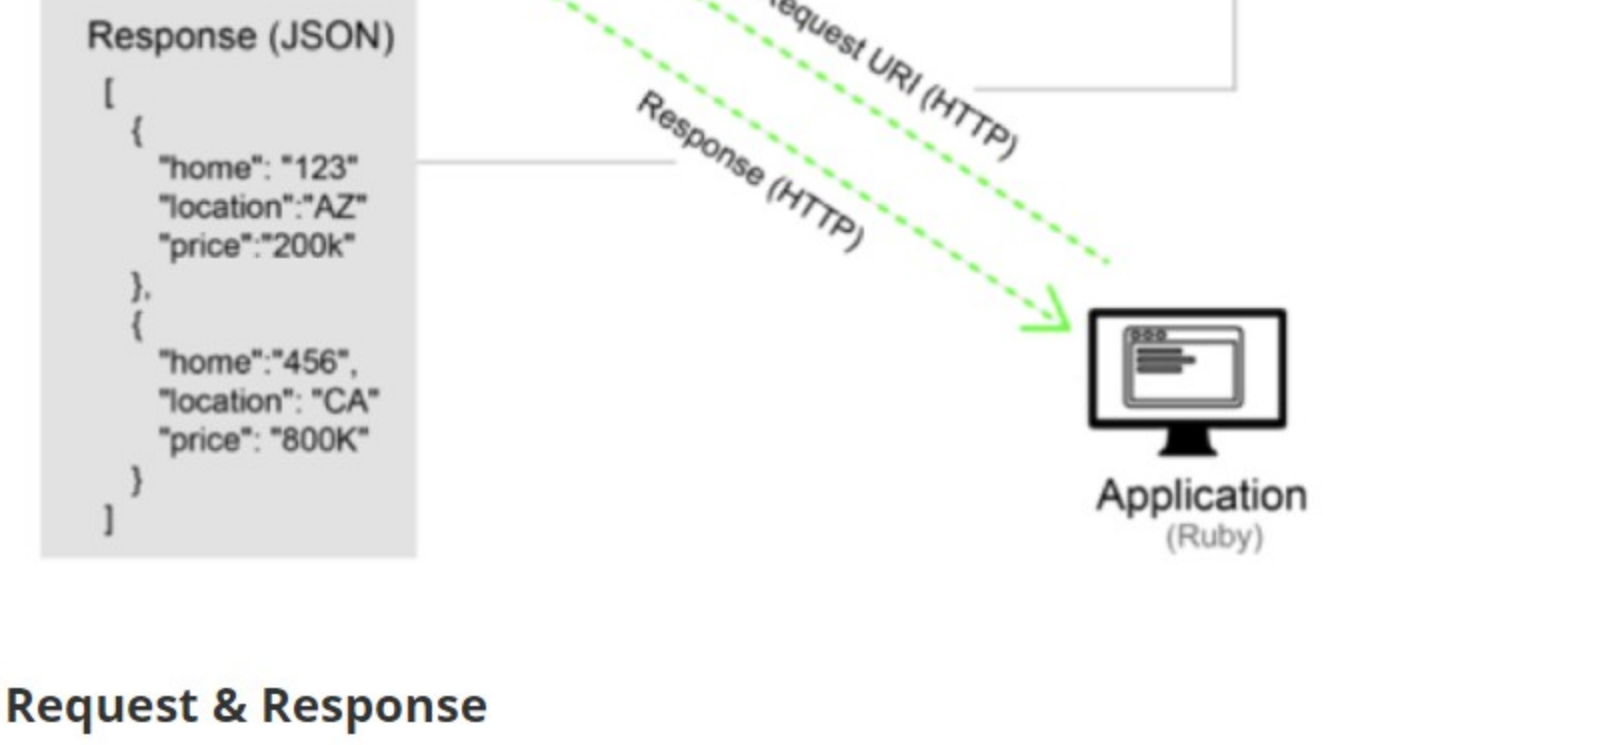 Response (JSON)
[
{
"home": "123"
"location":"AZ"
"price":"200k"
},
{
"home":"456",
"location": "CA"
"price": "800K"
}
]
equest URI (HTTP)
Response (HTTP)
Application
(Ruby)
Request & Response